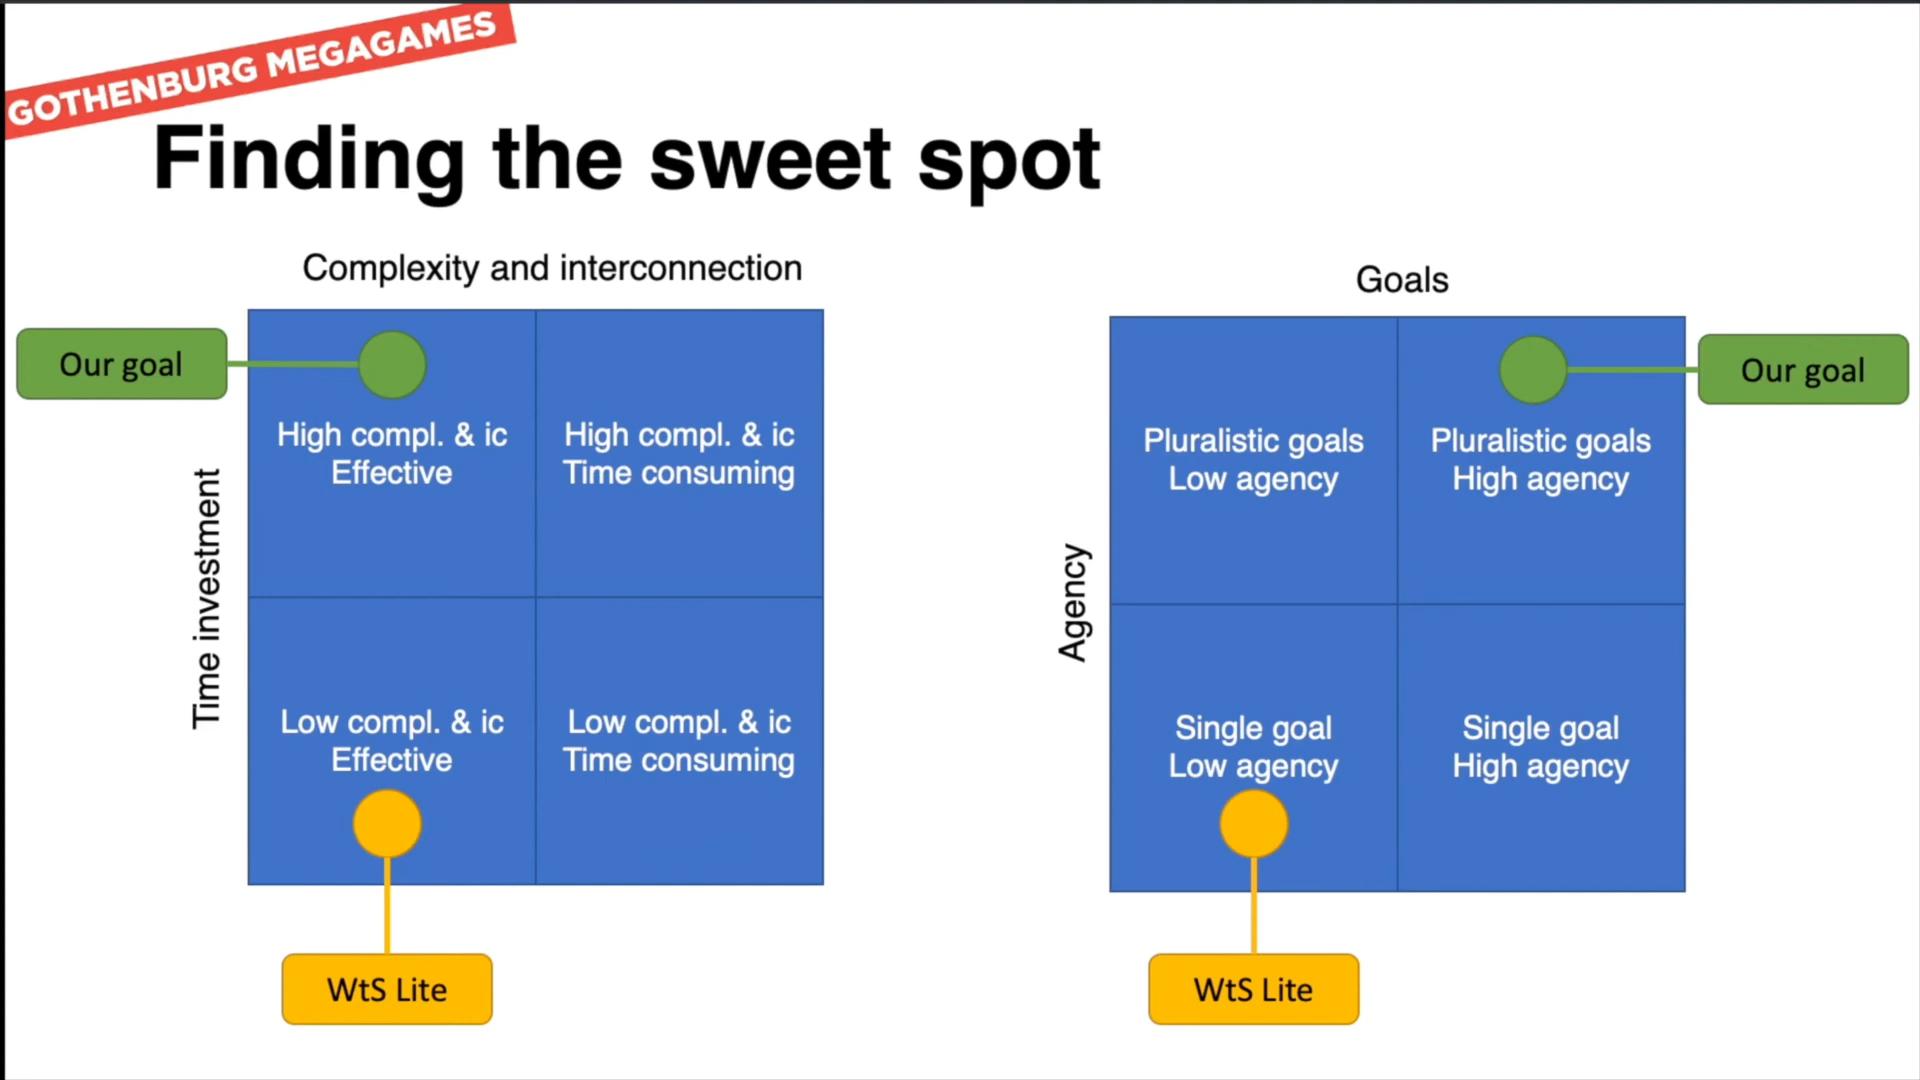 GOTHENBURG MEGAGAMES
Finding the sweet spot
Complexity and interconnection
Time investment
Our goal
High compl. & ic
Effective
High compl. & ic
Time consuming
Low compl. & ic
Effective
Low compl. & ic
Time consuming
WtS Lite
Goals
Agency
Our goal
Pluralistic goals
Low agency
Pluralistic goals
High agency
Single goal
Low agency
Single goal
High agency
WtS Lite